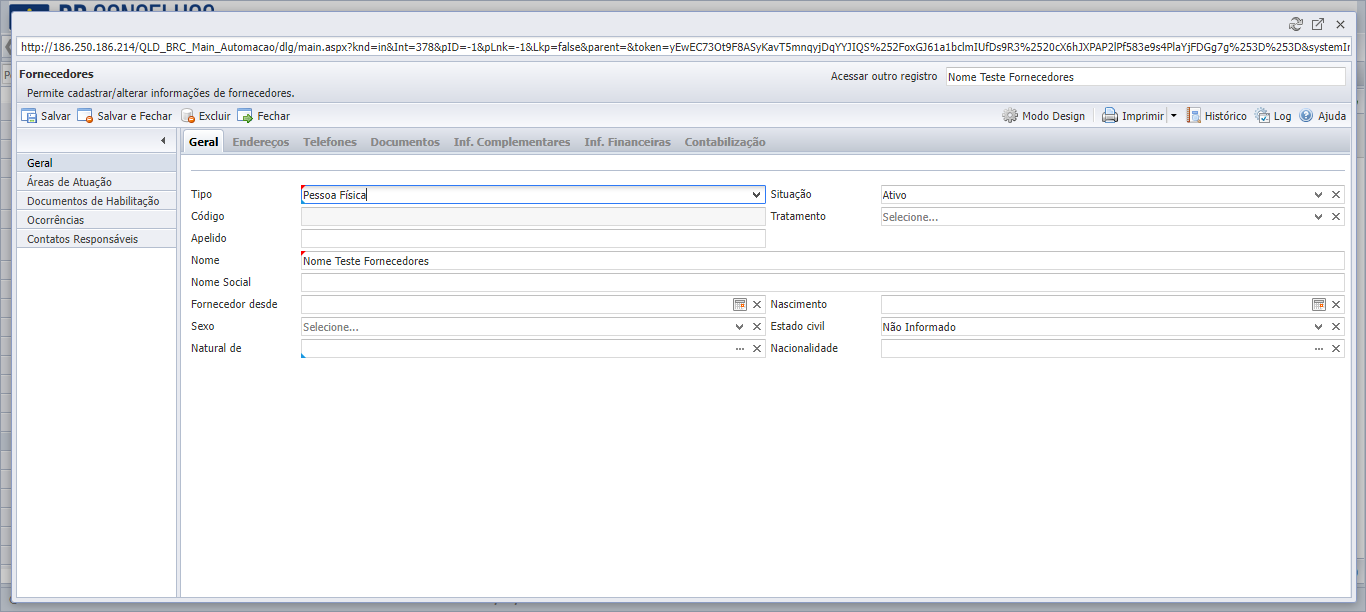 BR CONSELHOS
http://186.250.186.214/QLD_BRC_Main_Automacao/dlg/main.aspx?knd=in&Int=378&pID=-1&pLnk=-1&Lkp=false&parent=&token=yEwEC73Ot9F8ASyKavT5mnqyjDqYYJIQS%252FoxGJ61a1bclmIUfDs9R3%2520cX6hJXPAP2lPf583e9s4PlaYjFDGg7g%253D%253D&systemIn
Fornecedores
Acessar outro registro Nome Teste Fornecedores
Permite cadastrar/alterar informações de fornecedores.
Salvar Salvar e Fechar Excluir Fechar Modo Design Imprimir Histórico Log Ajuda
Geral Endereços Telefones Documentos Inf. Complementares Inf. Financeiras Contabilização
Geral
Áreas de Atuação
Documentos de Habilitação
Ocorrências
Contatos Responsáveis
Tipo Pessoa Física Situação Ativo
Código Tratamento Selecione...
Apelido
Nome Nome Teste Fornecedores
Nome Social
Fornecedor desde Nascimento
Sexo Selecione... Estado civil Não Informado
Natural de Nacionalidade